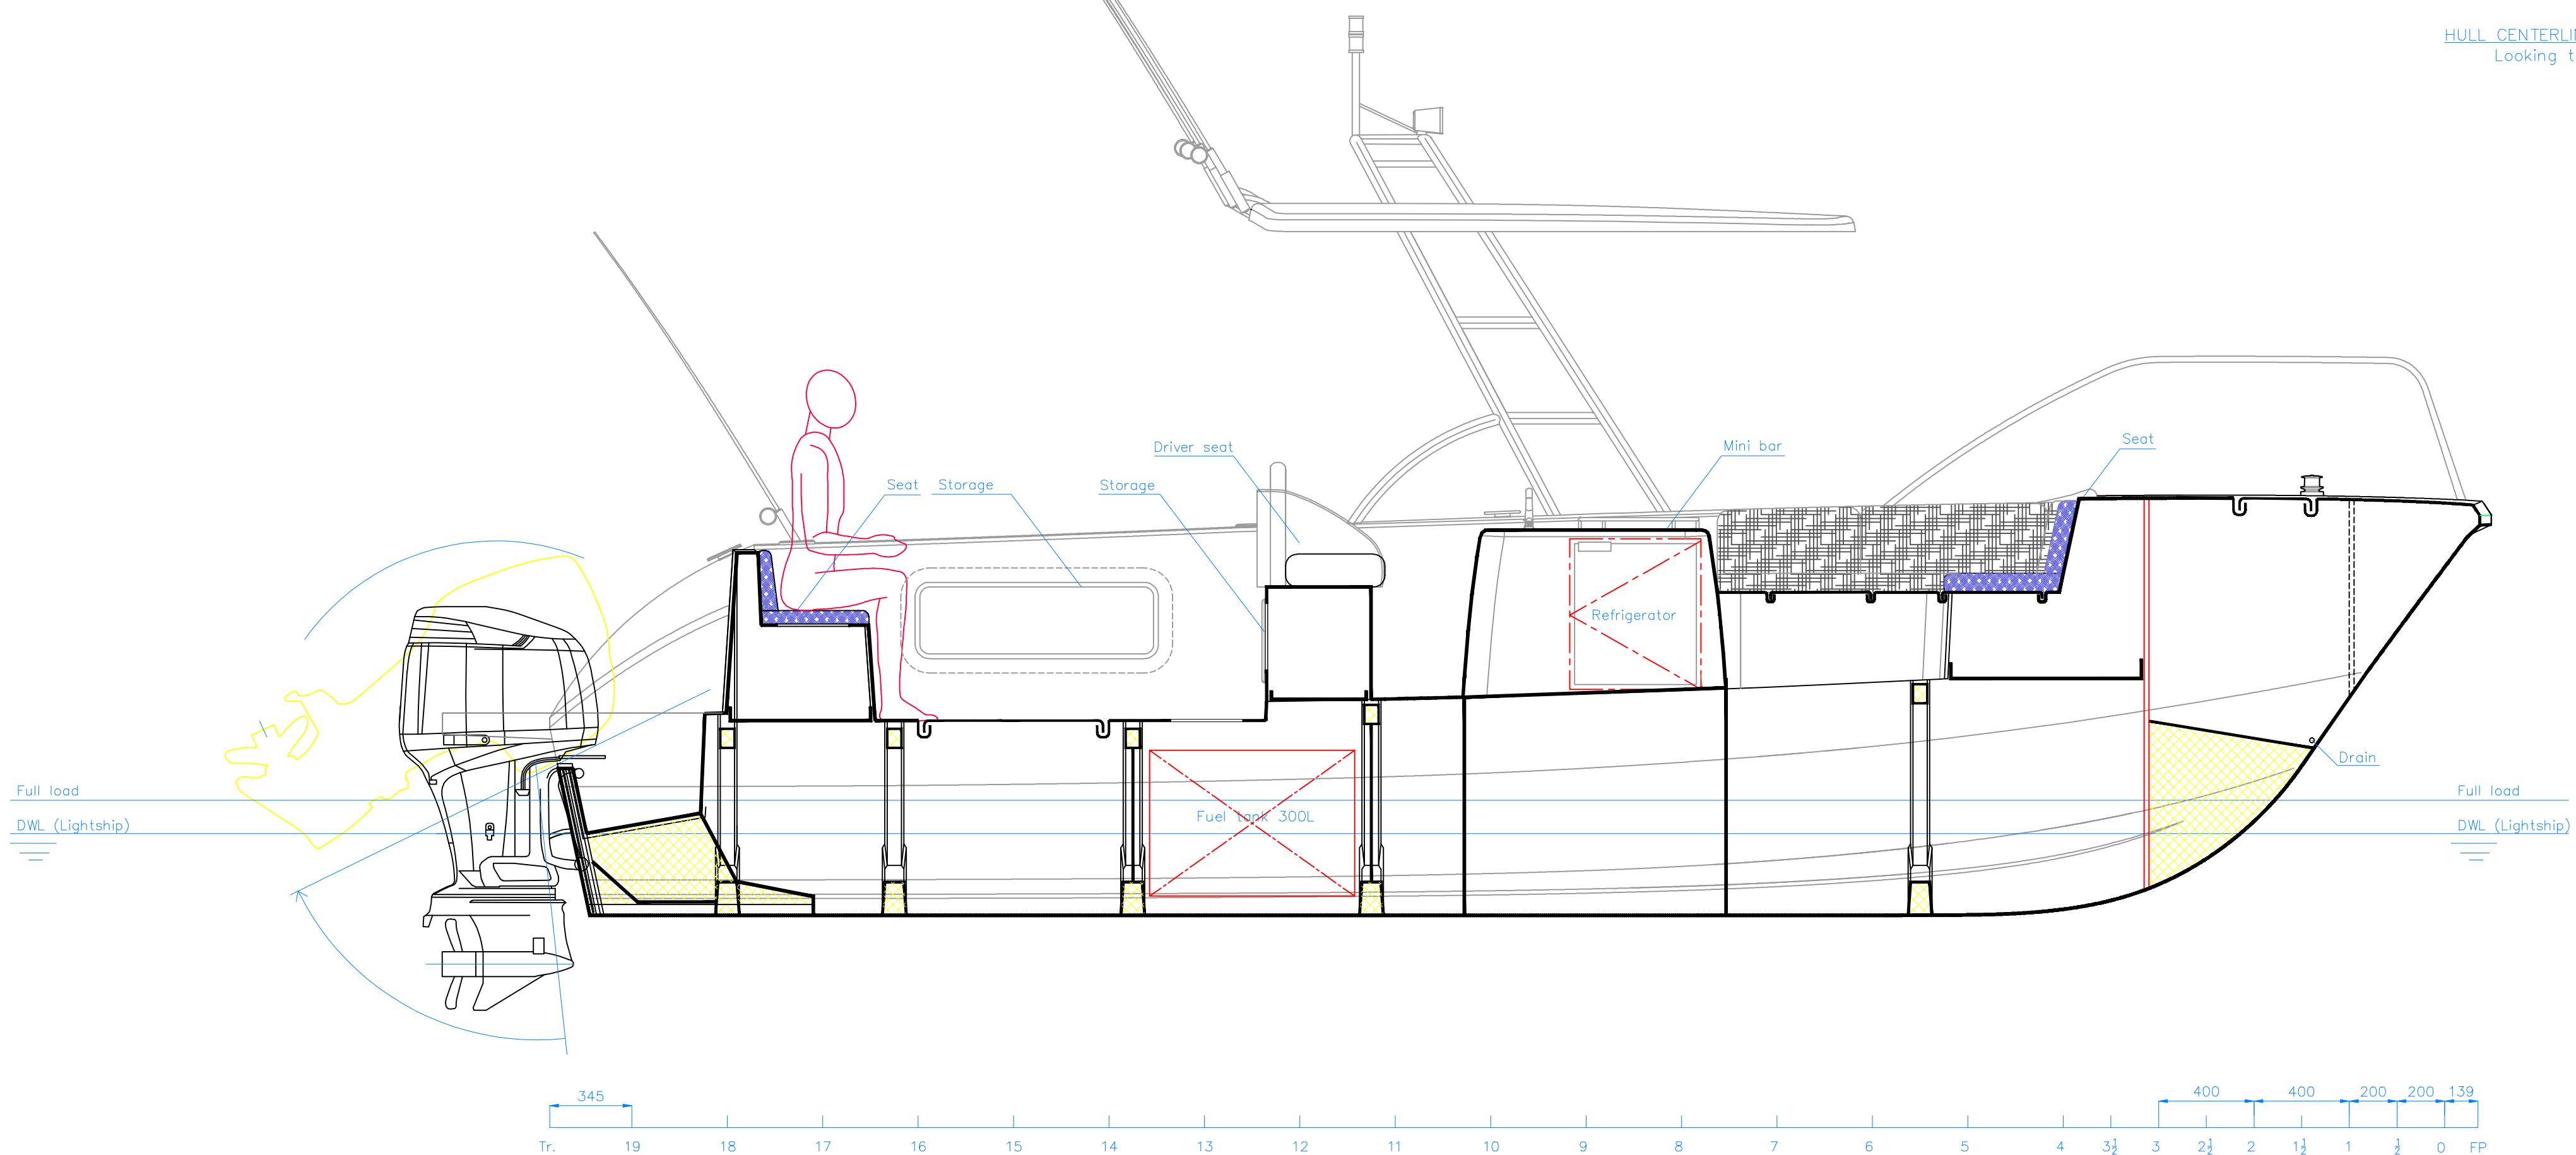 HULL CENTERLI
Looking t
Driver seat
Mini bar
Seat
Seat
Storage
Storage
Refrigerator
Drain
Full load
Full load
Fuel tank 300L
DWL (Lightship)
DWL (Lightship)
345
400
400
200
200
139
Tr.
19
18
17
16
15
14
13
12
11
10
9
8
7
6
5
4
3½
3
2½
2
1½
1
½
0
FP